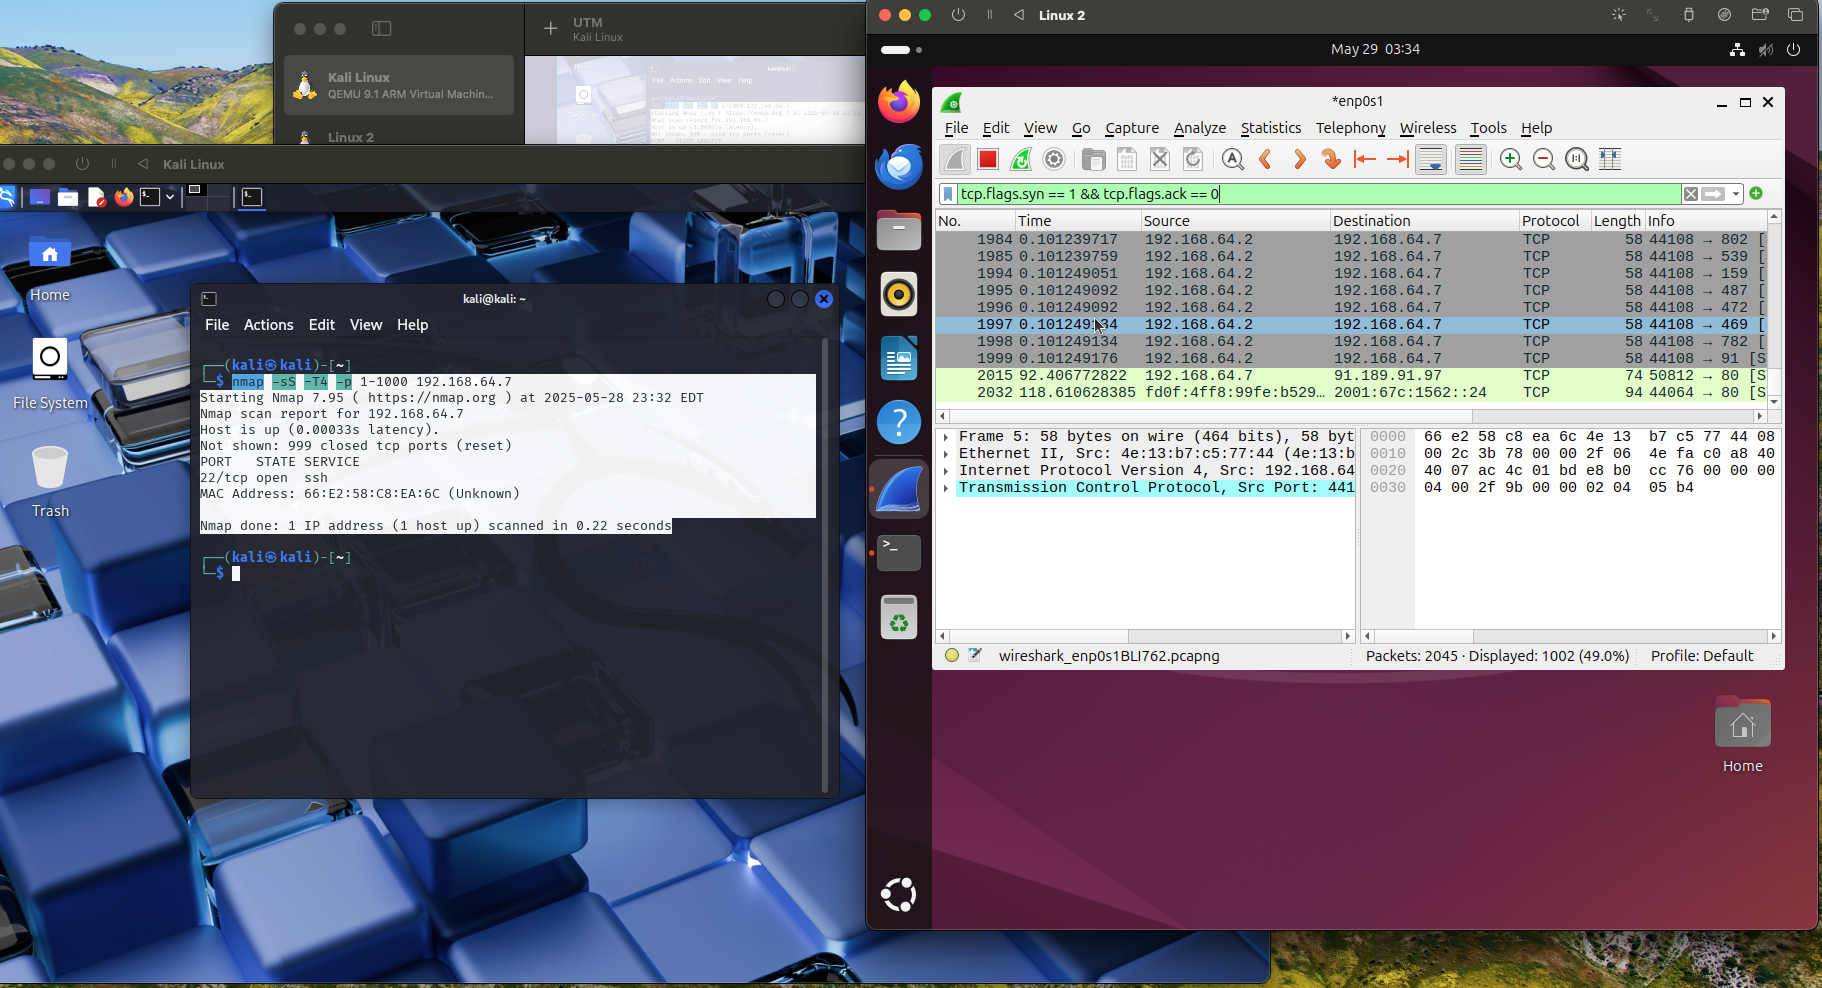 UTM
Kali Linux
Kali Linux
QEMU 9.1 ARM Virtual Machin...
Linux 2
File Actions Edit View Help
Kali Linux
Home
File System
Trash
kali@kali: ~
File Actions Edit View Help
┌──(kali㉿kali)-[~]
└─$ nmap -sS -T4 -p 1-1000 192.168.64.7
Starting Nmap 7.95 ( https://nmap.org ) at 2025-05-28 23:32 EDT
Nmap scan report for 192.168.64.7
Host is up (0.00033s latency).
Not shown: 999 closed tcp ports (reset)
PORT   STATE SERVICE
22/tcp open  ssh
MAC Address: 66:E2:58:C8:EA:6C (Unknown)
Nmap done: 1 IP address (1 host up) scanned in 0.22 seconds
┌──(kali㉿kali)-[~]
└─$
Linux 2
May 29 03:34
*enp0s1
File Edit View Go Capture Analyze Statistics Telephony Wireless Tools Help
tcp.flags.syn == 1 && tcp.flags.ack == 0
No. Time Source Destination Protocol Length Info
1984 0.101239717 192.168.64.2 192.168.64.7 TCP 58 44108 → 802 [
1985 0.101239759 192.168.64.2 192.168.64.7 TCP 58 44108 → 539 [
1994 0.101249051 192.168.64.2 192.168.64.7 TCP 58 44108 → 159 [
1995 0.101249092 192.168.64.2 192.168.64.7 TCP 58 44108 → 487 [
1996 0.101249092 192.168.64.2 192.168.64.7 TCP 58 44108 → 472 [
1997 192.168.64.2 192.168.64.7 TCP 58 44108 → 469 [
1998 0.101249134 192.168.64.2 192.168.64.7 TCP 58 44108 → 782 [
1999 0.101249176 192.168.64.2 192.168.64.7 TCP 58 44108 → 91 [S
2015 92.406772822 192.168.64.7 91.189.91.97 TCP 74 50812 → 80 [S
2032 118.610628385 fd0f:4ff8:99fe:b529… 2001:67c:1562::24 TCP 94 44064 → 80 [S
Frame 5: 58 bytes on wire (464 bits), 58 byt
Ethernet II, Src: 4e:13:b7:c5:77:44 (4e:13:b
Internet Protocol Version 4, Src: 192.168.64
Transmission Control Protocol, Src Port: 441
0000 66 e2 58 c8 ea 6c 4e 13 b7 c5 77 44 08
0010 00 2c 3b 78 00 00 2f 06 4e fa c0 a8 40
0020 40 07 ac 4c 01 bd e8 b0 cc 76 00 00 00
0030 04 00 2f 9b 00 00 02 04 05 b4
wireshark_enp0s1BLI762.pcapng
Packets: 2045 · Displayed: 1002 (49.0%)
Profile: Default
Home